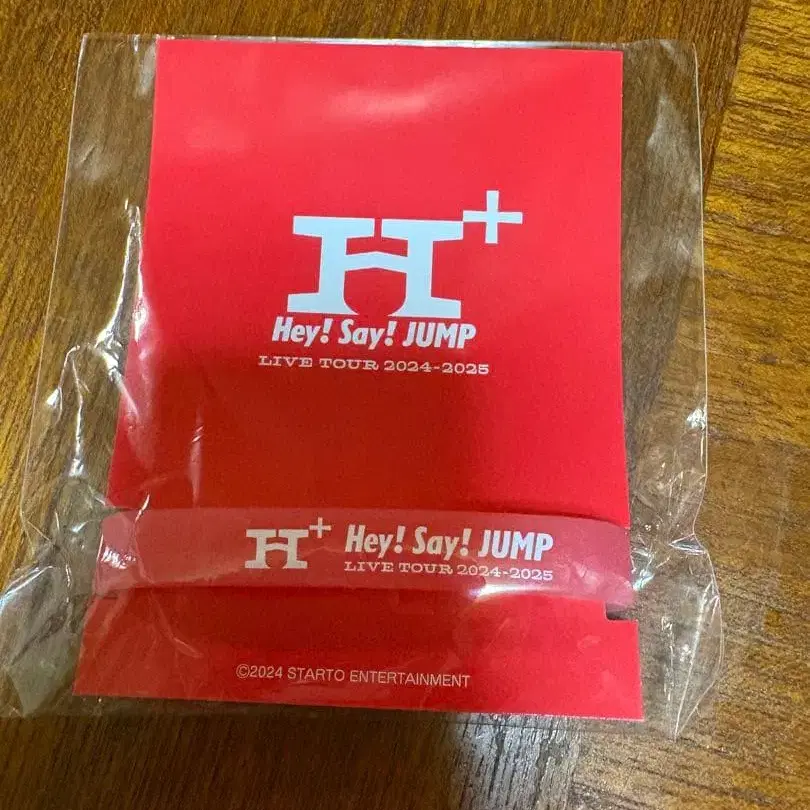 H+
Hey! Say! JUMP
LIVE TOUR 2024-2025
H+ Hey! Say! JUMP
LIVE TOUR 2024-2025
©2024 STARTO ENTERTAINMENT